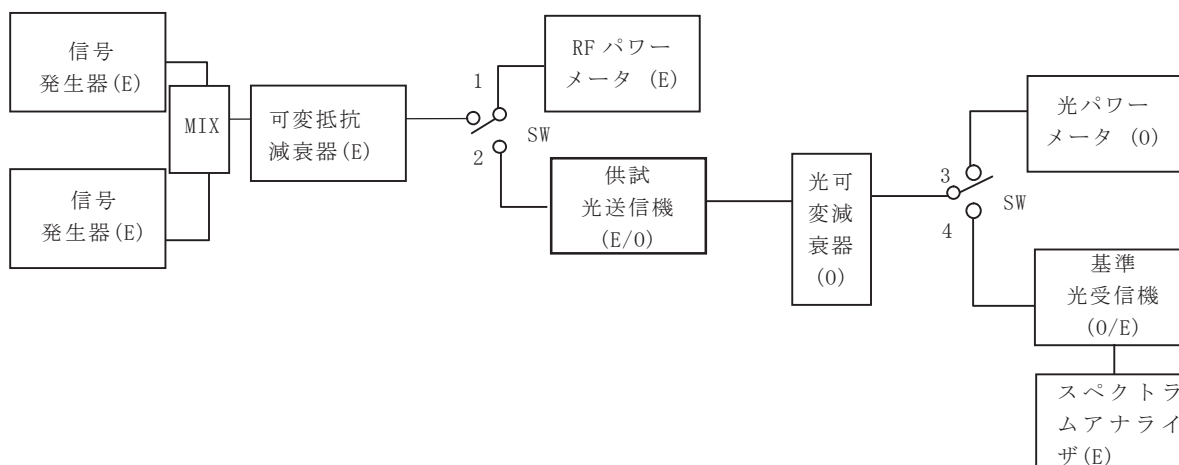 信号
発生器(E)
MIX
信号
発生器(E)
可変抵抗
減衰器(E)
1
2
SW
RF パワー
メータ (E)
供試
光送信機
(E/O)
光可
変減
衰器
(O)
3
4
SW
光パワー
メータ (O)
基準
光受信機
(O/E)
スペクトラ
ムアナライ
ザ(E)